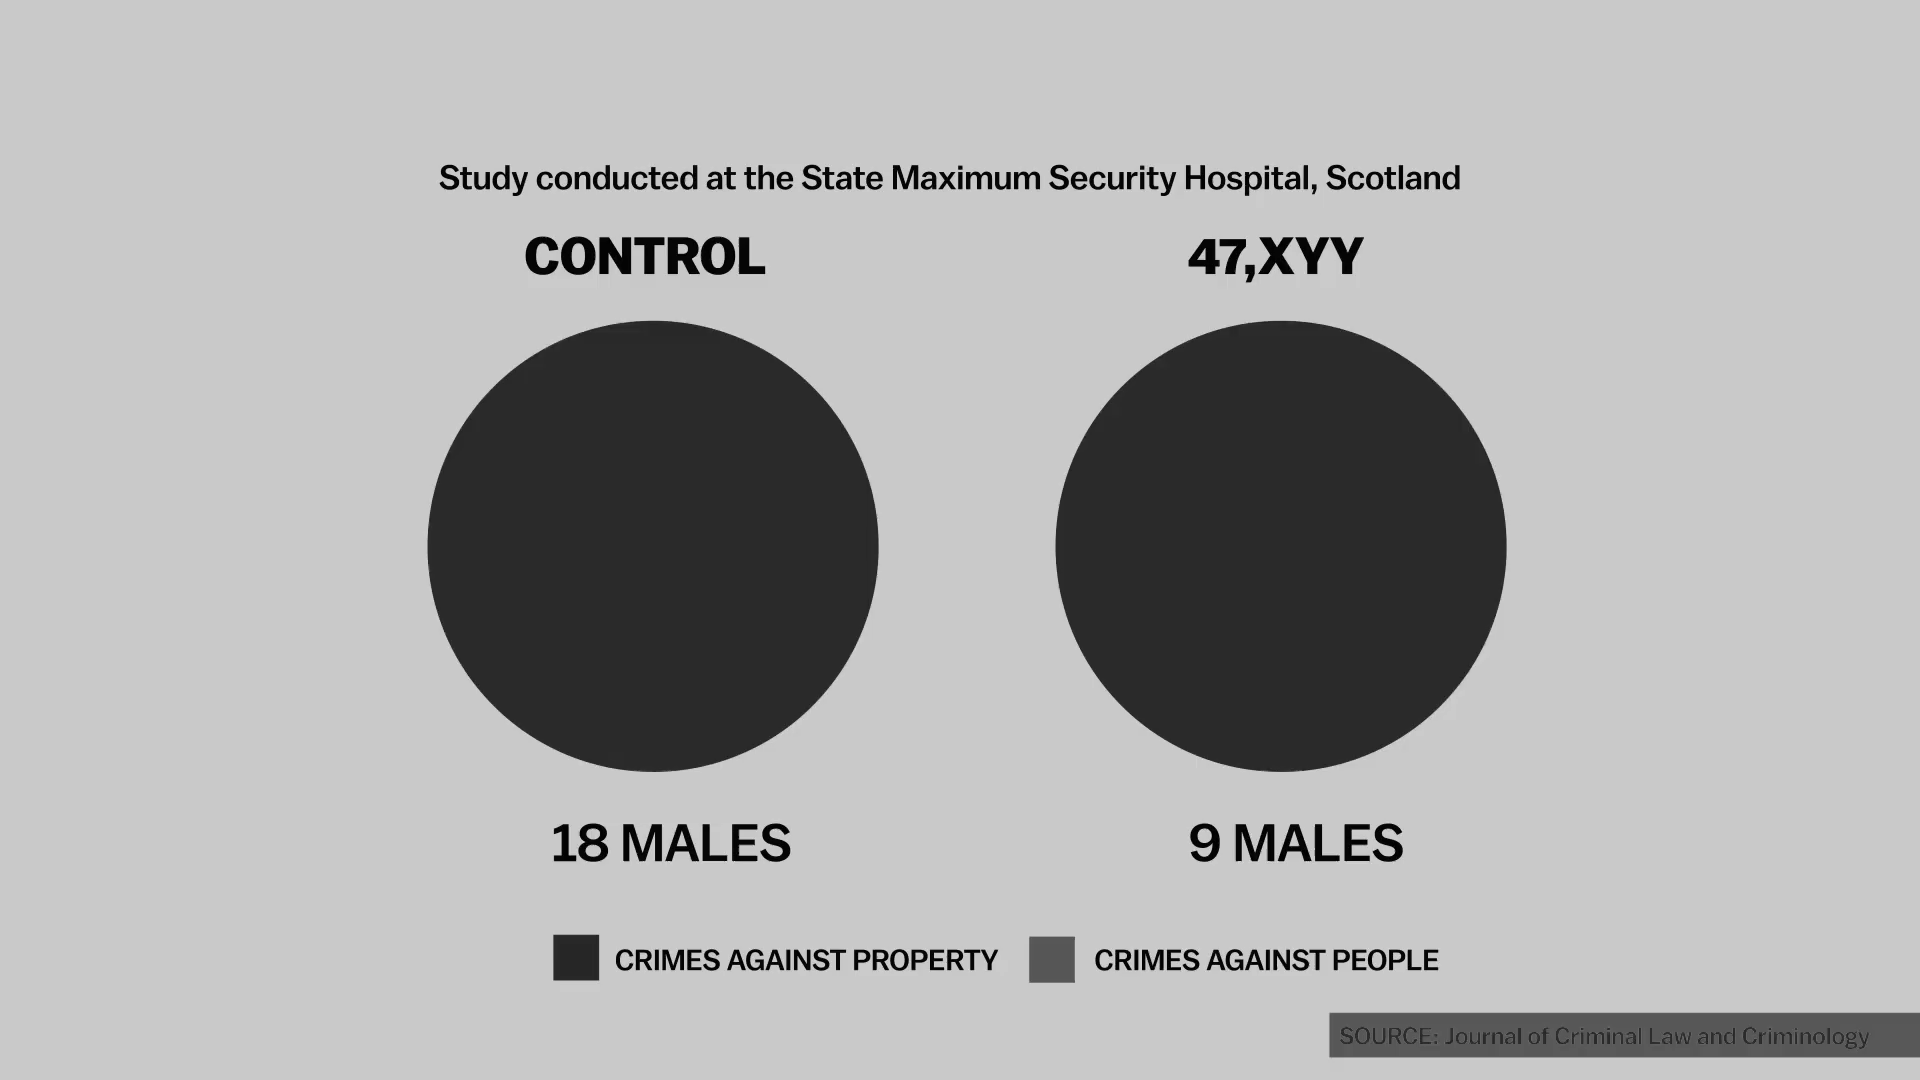 Study conducted at the State Maximum Security Hospital, Scotland
CONTROL
47,XYY
18 MALES
9 MALES
CRIMES AGAINST PROPERTY
CRIMES AGAINST PEOPLE
SOURCE: Journal of Criminal Law and Criminology